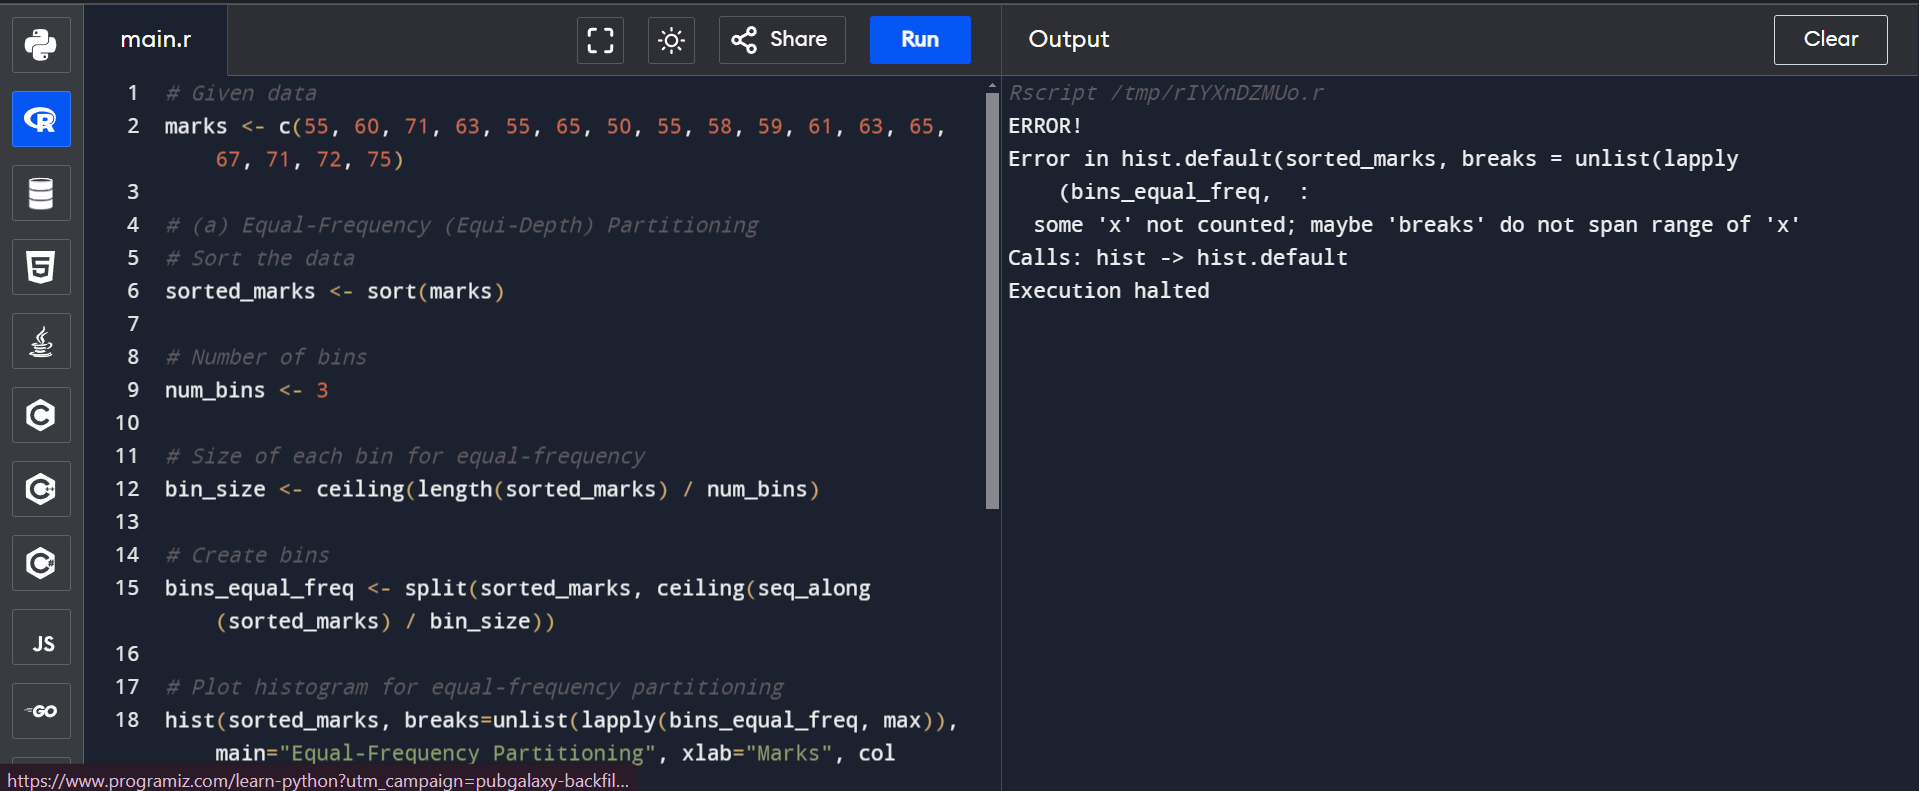 main.r
Share
Run
Output
Clear
1 # Given data
2 marks <- c(55, 60, 71, 63, 55, 65, 50, 55, 58, 59, 61, 63, 65,
67, 71, 72, 75)
3
4 # (a) Equal-Frequency (Equi-Depth) Partitioning
5 # Sort the data
6 sorted_marks <- sort(marks)
7
8 # Number of bins
9 num_bins <- 3
10
11 # Size of each bin for equal-frequency
12 bin_size <- ceiling(length(sorted_marks) / num_bins)
13
14 # Create bins
15 bins_equal_freq <- split(sorted_marks, ceiling(seq_along
(sorted_marks) / bin_size))
16
17 # Plot histogram for equal-frequency partitioning
18 hist(sorted_marks, breaks=unlist(lapply(bins_equal_freq, max)),
main="Equal-Frequency Partitioning", xlab="Marks", col
Rscript /tmp/rIYXnDZMUo.r
ERROR!
Error in hist.default(sorted_marks, breaks = unlist(lapply
(bins_equal_freq,  :
some 'x' not counted; maybe 'breaks' do not span range of 'x'
Calls: hist -> hist.default
Execution halted
R
5
C
C++
C#
JS
GO
https://www.programiz.com/learn-python?utm_campaign=pubgalaxy-backfil...